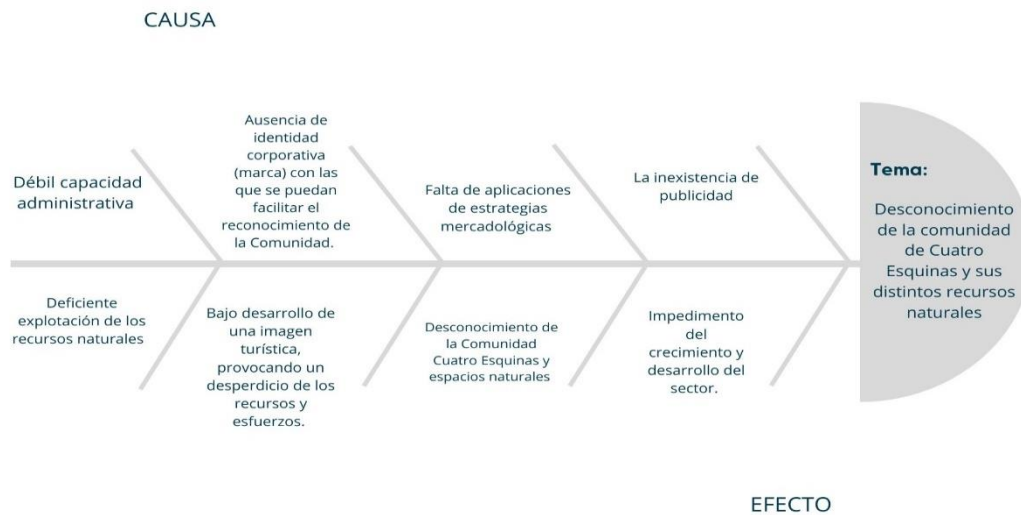 CAUSA
Débil capacidad
administrativa
Ausencia de
identidad
corporativa
(marca) con las
que se puedan
facilitar el
reconocimiento de
la Comunidad.
Falta de aplicaciones
de estrategias
mercadológicas
La inexistencia de
publicidad
Tema:
Desconocimiento
de la comunidad
de Cuatro
Esquinas y sus
distintos recursos
naturales
Deficiente
explotación de los
recursos naturales
Bajo desarrollo de
una imagen
turística,
provocando un
desperdicio de los
recursos y
esfuerzos.
Desconocimiento de
la Comunidad
Cuatro Esquinas y
espacios naturales
Impedimento
del
crecimiento y
desarrollo del
sector.
EFECTO